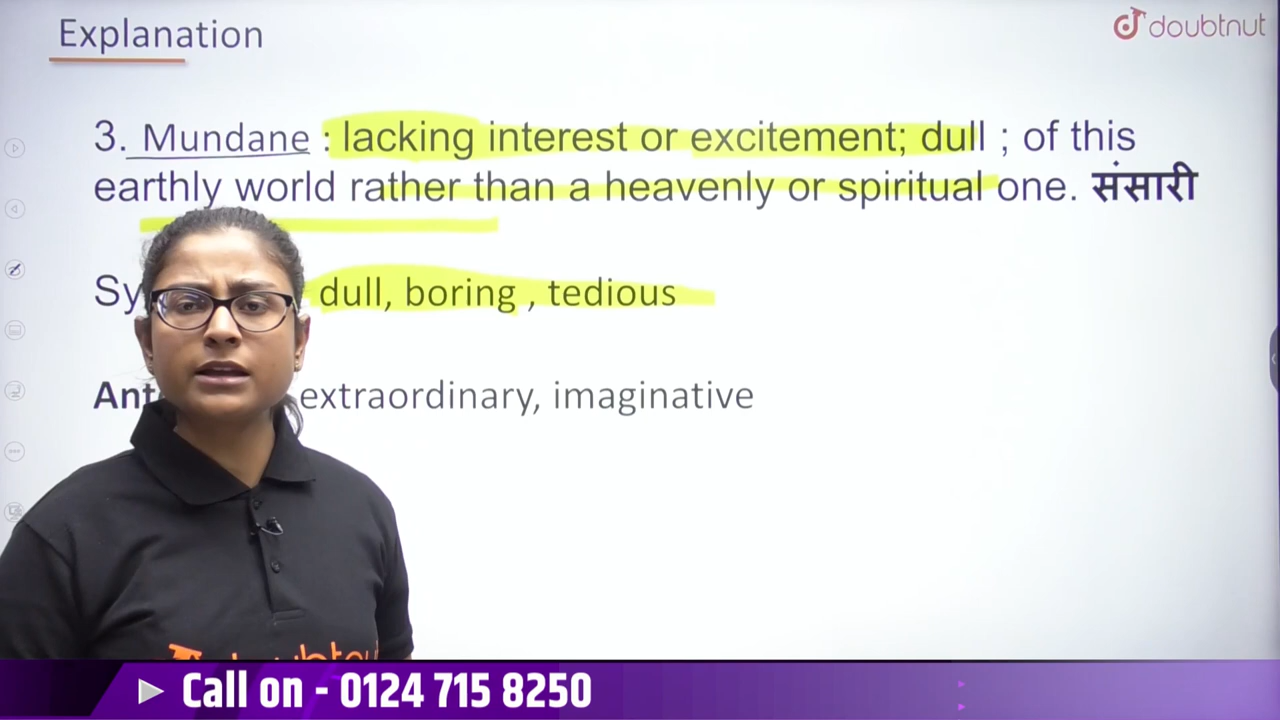 Explanation
doubtnut
3. Mundane : lacking interest or excitement; dull ; of this
earthly world rather than a heavenly or spiritual one. संसारी
dull, boring , tedious
extraordinary, imaginative
doubtnut
Call on - 0124 715 8250